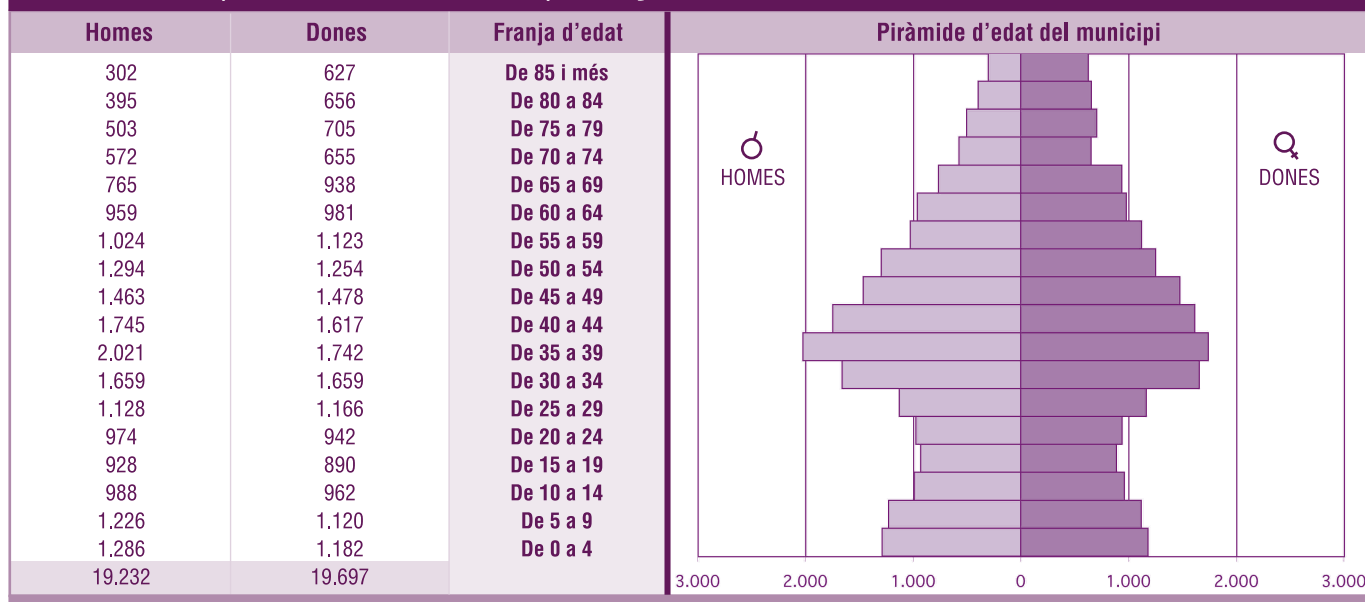 Homes Dones Franja d'edat Piràmide d'edat del municipi
302 627 De 85 i més
395 656 De 80 a 84
503 705 De 75 a 79
572 655 De 70 a 74
765 938 De 65 a 69
959 981 De 60 a 64
1.024 1.123 De 55 a 59
1.294 1.254 De 50 a 54
1.463 1.478 De 45 a 49
1.745 1.617 De 40 a 44
2.021 1.742 De 35 a 39
1.659 1.659 De 30 a 34
1.128 1.166 De 25 a 29
974 942 De 20 a 24
928 890 De 15 a 19
988 962 De 10 a 14
1.226 1.120 De 5 a 9
1.286 1.182 De 0 a 4
19.232 19.697
HOMES DONES
3.000 2.000 1.000 0 1.000 2.000 3.000